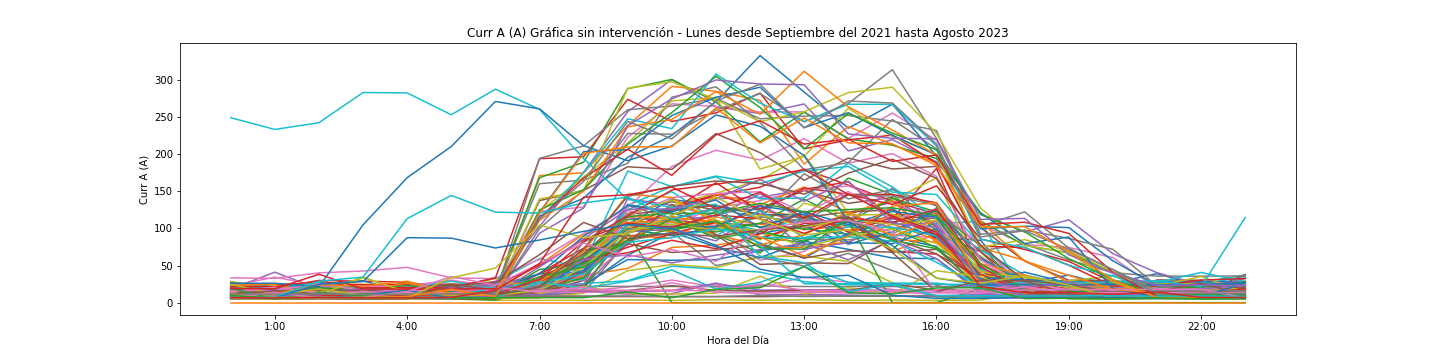 Curr A (A) Gráfica sin intervención - Lunes desde Septiembre del 2021 hasta Agosto 2023
Curr A (A)
300
250
200
150
100
50
0
1:00 4:00 7:00 10:00 13:00 16:00 19:00 22:00
Hora del Día